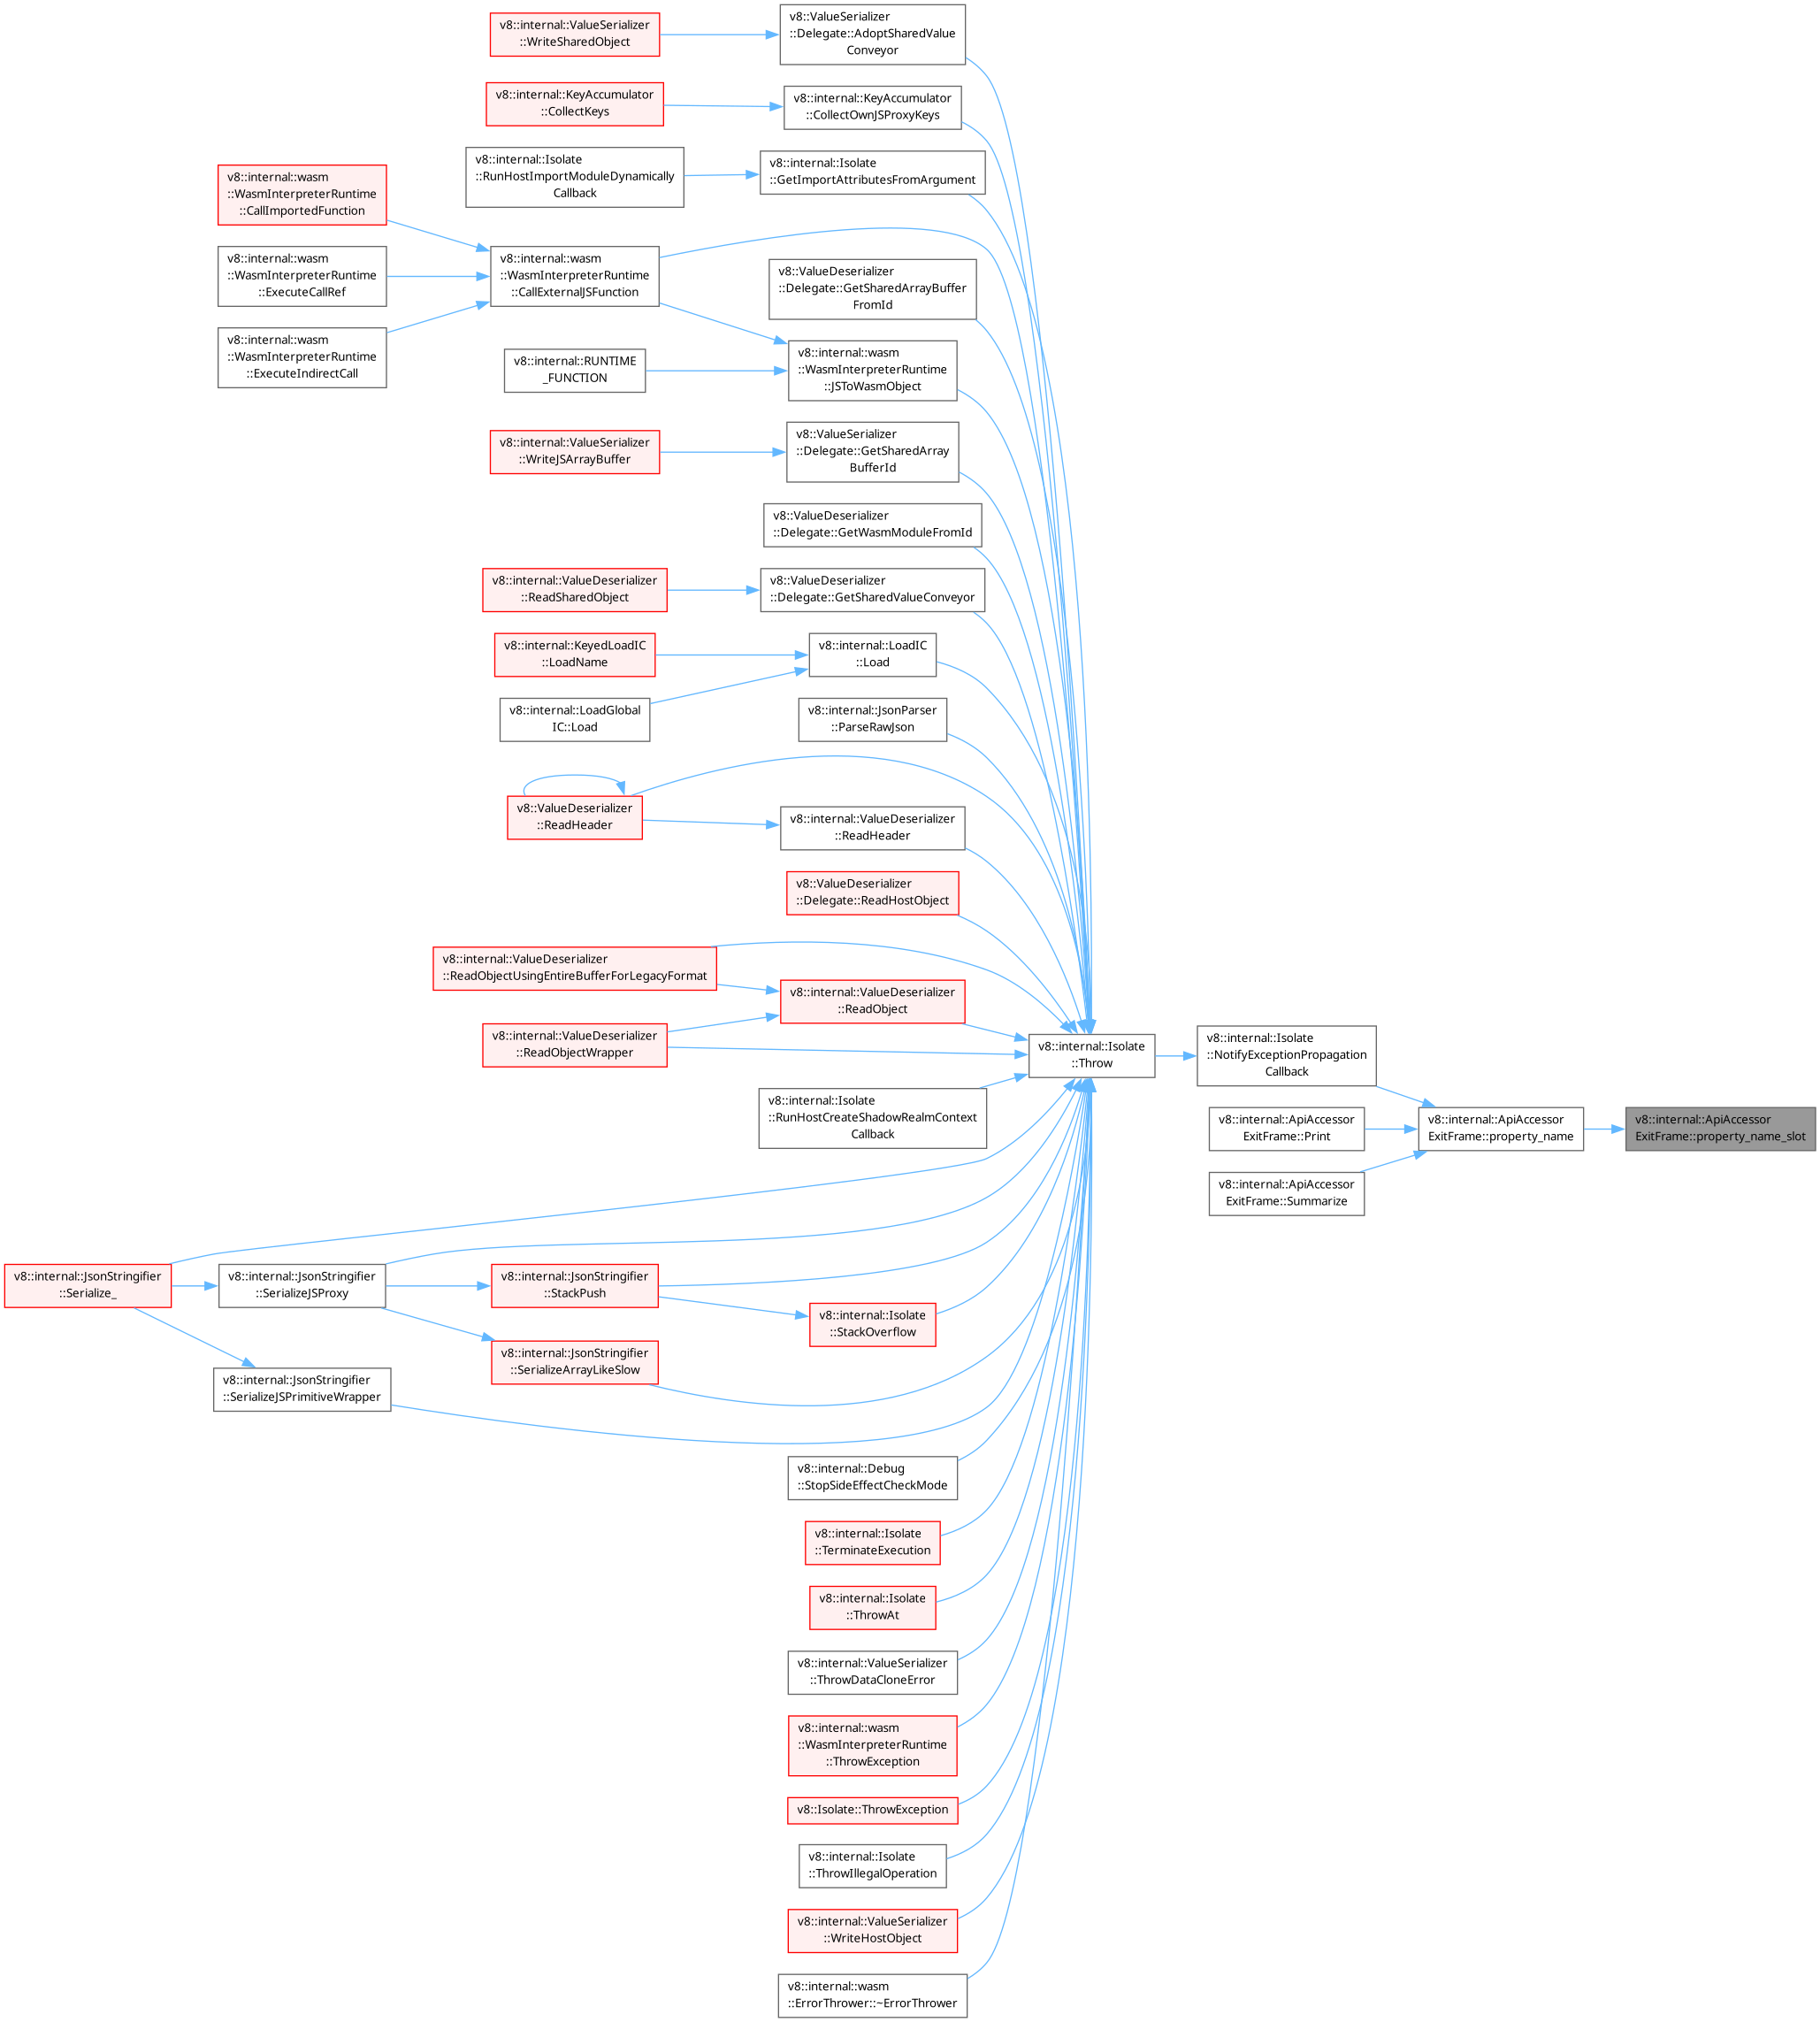 v8::ValueSerializer
::Delegate::AdoptSharedValue
Conveyor
v8::internal::ValueSerializer
::WriteSharedObject
v8::internal::KeyAccumulator
::CollectOwnJSProxyKeys
v8::internal::KeyAccumulator
::CollectKeys
v8::internal::Isolate
::GetImportAttributesFromArgument
v8::internal::Isolate
::RunHostImportModuleDynamically
Callback
v8::internal::wasm
::WasmInterpreterRuntime
::CallImportedFunction
v8::internal::wasm
::WasmInterpreterRuntime
::ExecuteCallRef
v8::internal::wasm
::WasmInterpreterRuntime
::ExecuteIndirectCall
v8::internal::wasm
::WasmInterpreterRuntime
::CallExternalJSFunction
v8::ValueDeserializer
::Delegate::GetSharedArrayBuffer
FromId
v8::internal::wasm
::WasmInterpreterRuntime
::JSToWasmObject
v8::internal::RUNTIME
_FUNCTION
v8::ValueSerializer
::Delegate::GetSharedArray
BufferId
v8::internal::ValueSerializer
::WriteJSArrayBuffer
v8::ValueDeserializer
::Delegate::GetWasmModuleFromId
v8::ValueDeserializer
::Delegate::GetSharedValueConveyor
v8::internal::ValueDeserializer
::ReadSharedObject
v8::internal::LoadIC
::Load
v8::internal::KeyedLoadIC
::LoadName
v8::internal::LoadGlobal
IC::Load
v8::internal::JsonParser
::ParseRawJson
v8::ValueDeserializer
::ReadHeader
v8::internal::ValueDeserializer
::ReadHeader
v8::ValueDeserializer
::Delegate::ReadHostObject
v8::internal::ValueDeserializer
::ReadObjectUsingEntireBufferForLegacyFormat
v8::internal::ValueDeserializer
::ReadObject
v8::internal::ValueDeserializer
::ReadObjectWrapper
v8::internal::Isolate
::RunHostCreateShadowRealmContext
Callback
v8::internal::Isolate
::Throw
v8::internal::Isolate
::NotifyExceptionPropagation
Callback
v8::internal::ApiAccessor
ExitFrame::Print
v8::internal::ApiAccessor
ExitFrame::Summarize
v8::internal::ApiAccessor
ExitFrame::property_name
v8::internal::ApiAccessor
ExitFrame::property_name_slot
v8::internal::JsonStringifier
::Serialize_
v8::internal::JsonStringifier
::SerializeJSProxy
v8::internal::JsonStringifier
::StackPush
v8::internal::Isolate
::StackOverflow
v8::internal::JsonStringifier
::SerializeArrayLikeSlow
v8::internal::JsonStringifier
::SerializeJSPrimitiveWrapper
v8::internal::Debug
::StopSideEffectCheckMode
v8::internal::Isolate
::TerminateExecution
v8::internal::Isolate
::ThrowAt
v8::internal::ValueSerializer
::ThrowDataCloneError
v8::internal::wasm
::WasmInterpreterRuntime
::ThrowException
v8::Isolate::ThrowException
v8::internal::Isolate
::ThrowIllegalOperation
v8::internal::ValueSerializer
::WriteHostObject
v8::internal::wasm
::ErrorThrower::~ErrorThrower